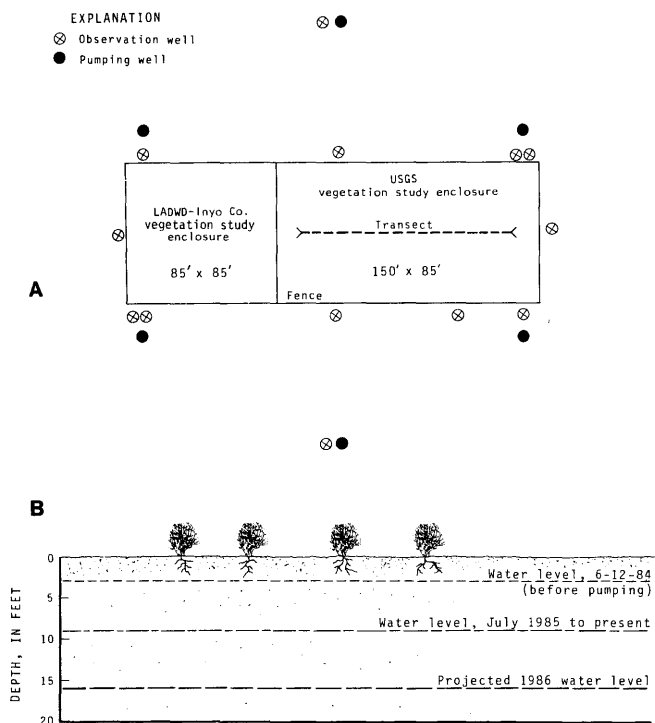 EXPLANATION
Observation well
Pumping well
USGS
vegetation study enclosure
LADWD-Inyo Co.
vegetation study
enclosure
Transect
85' x 85'
150' x 85'
A
Fence
B
0
Water level, 6-12-84
(before pumping)
5
Water level, July 1985 to present
10
15
Projected 1986 water level
20
DEPTH, IN FEET